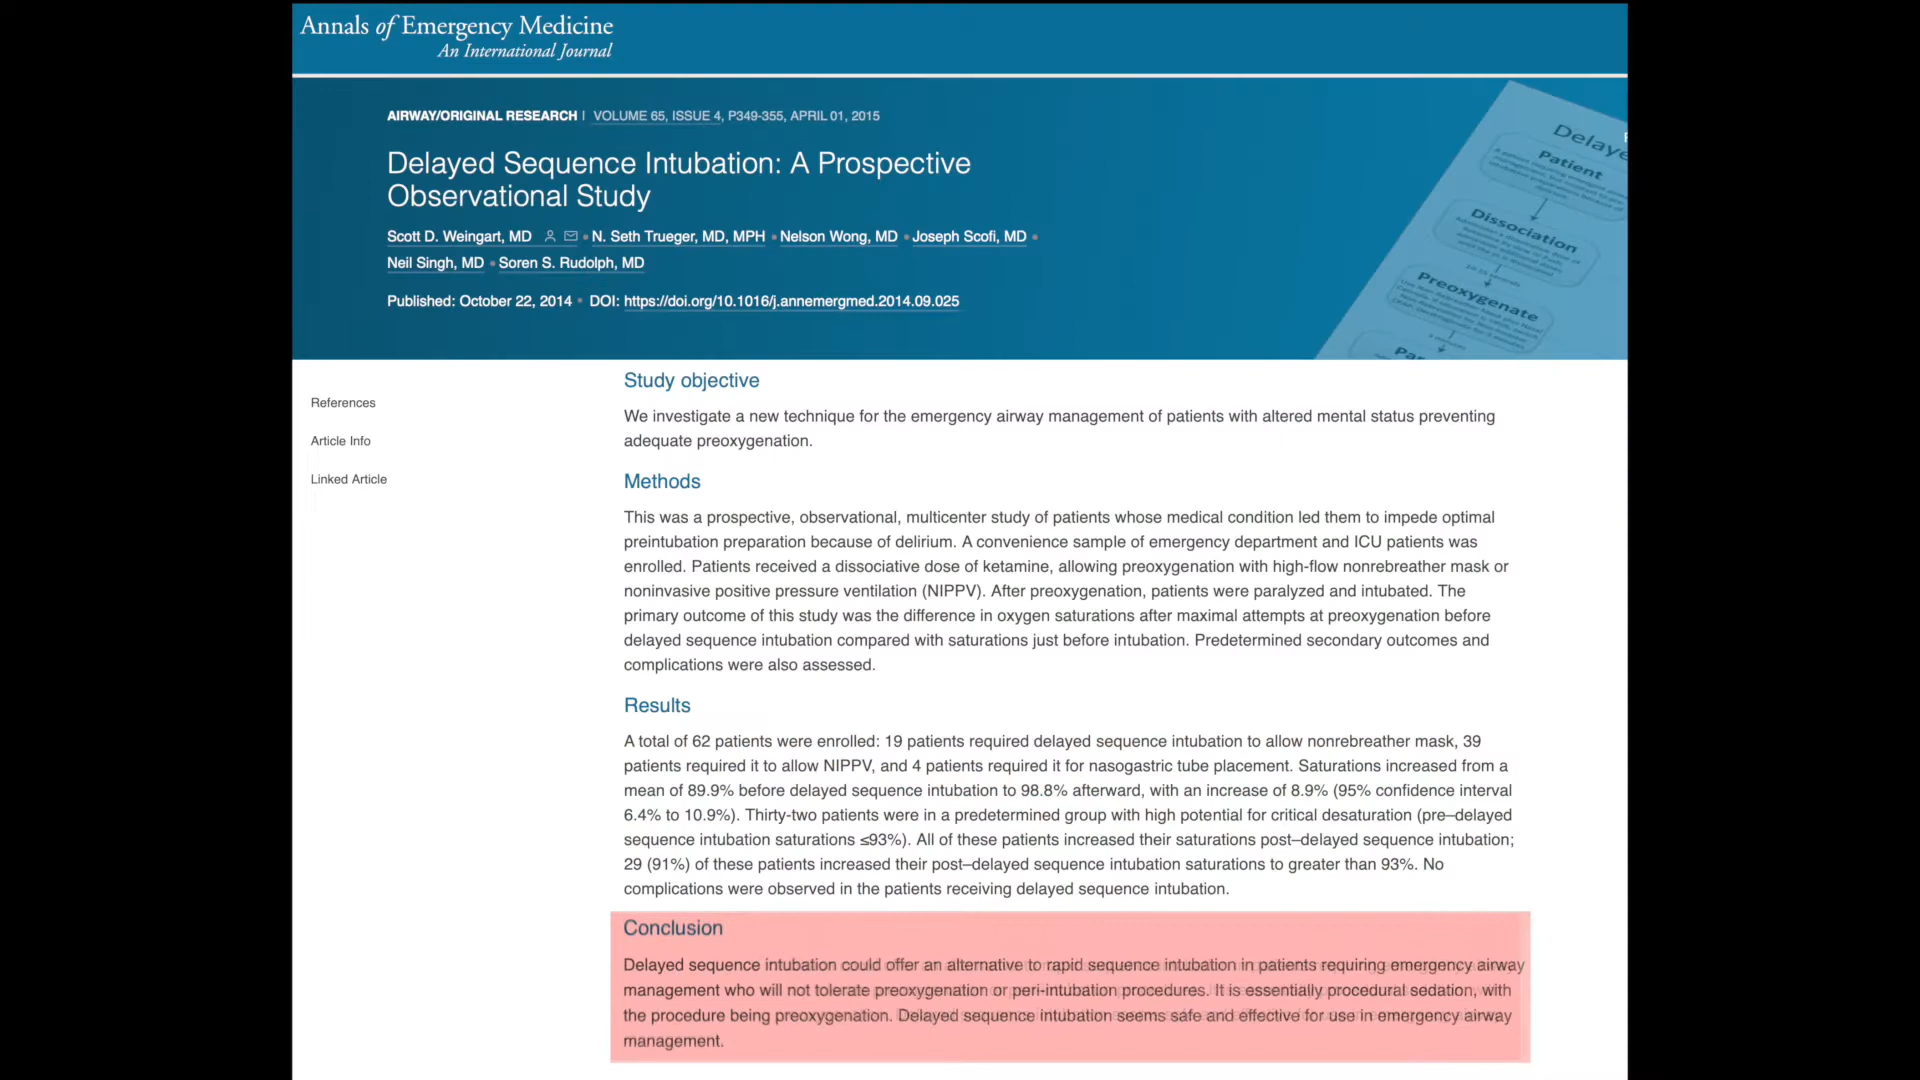 Annals of Emergency Medicine
An International Journal
AIRWAY/ORIGINAL RESEARCH | VOLUME 65, ISSUE 4, P349-355, APRIL 01, 2015
Delayed Sequence Intubation: A Prospective
Observational Study
Scott D. Weingart, MD • N. Seth Trueger, MD, MPH • Nelson Wong, MD • Joseph Scofi, MD •
Neil Singh, MD • Soren S. Rudolph, MD
Published: October 22, 2014 • DOI: https://doi.org/10.1016/j.annemergmed.2014.09.025
Delaye
Patient
Dissociation
Preoxygenate
References
Article Info
Linked Article
Study objective
We investigate a new technique for the emergency airway management of patients with altered mental status preventing
adequate preoxygenation.
Methods
This was a prospective, observational, multicenter study of patients whose medical condition led them to impede optimal
preintubation preparation because of delirium. A convenience sample of emergency department and ICU patients was
enrolled. Patients received a dissociative dose of ketamine, allowing preoxygenation with high-flow nonrebreather mask or
noninvasive positive pressure ventilation (NIPPV). After preoxygenation, patients were paralyzed and intubated. The
primary outcome of this study was the difference in oxygen saturations after maximal attempts at preoxygenation before
delayed sequence intubation compared with saturations just before intubation. Predetermined secondary outcomes and
complications were also assessed.
Results
A total of 62 patients were enrolled: 19 patients required delayed sequence intubation to allow nonrebreather mask, 39
patients required it to allow NIPPV, and 4 patients required it for nasogastric tube placement. Saturations increased from a
mean of 89.9% before delayed sequence intubation to 98.8% afterward, with an increase of 8.9% (95% confidence interval
6.4% to 10.9%). Thirty-two patients were in a predetermined group with high potential for critical desaturation (pre–delayed
sequence intubation saturations ≤93%). All of these patients increased their saturations post–delayed sequence intubation;
29 (91%) of these patients increased their post–delayed sequence intubation saturations to greater than 93%. No
complications were observed in the patients receiving delayed sequence intubation.
Conclusion
Delayed sequence intubation could offer an alternative to rapid sequence intubation in patients requiring emergency airway
management who will not tolerate preoxygenation or peri-intubation procedures. It is essentially procedural sedation, with
the procedure being preoxygenation. Delayed sequence intubation seems safe and effective for use in emergency airway
management.